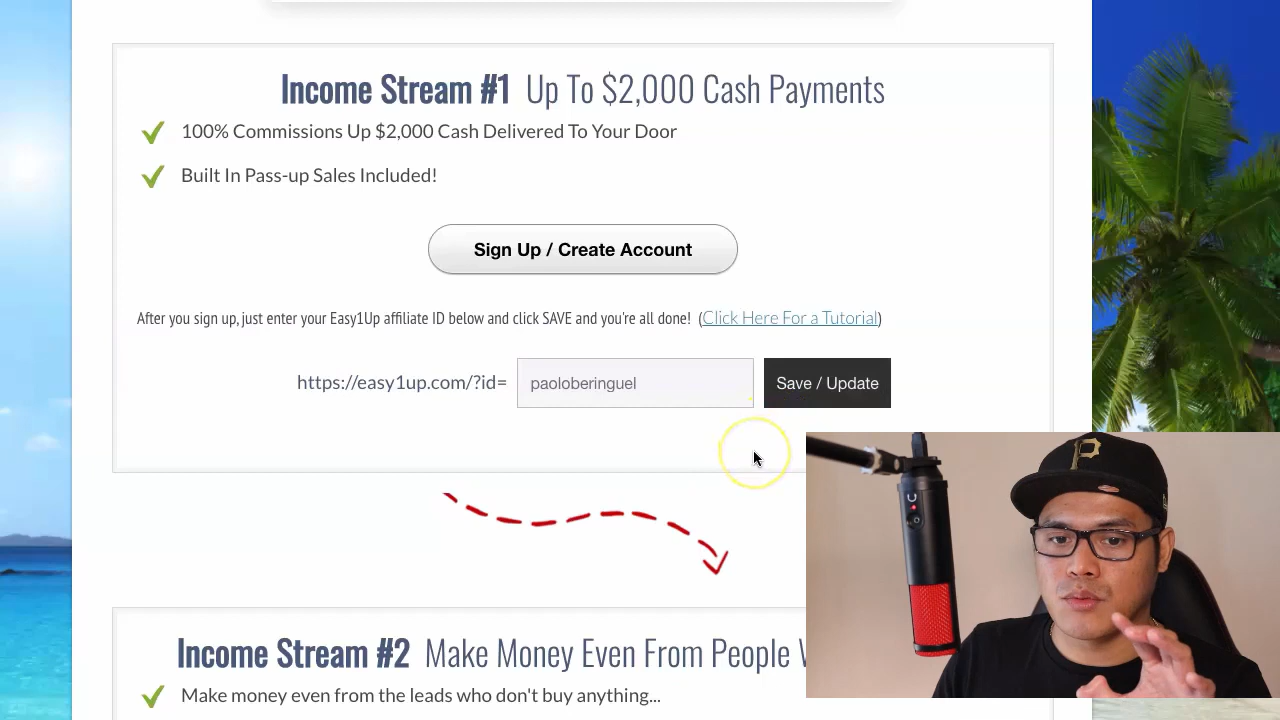 Income Stream #1 Up To $2,000 Cash Payments
100% Commissions Up $2,000 Cash Delivered To Your Door
Built In Pass-up Sales Included!
Sign Up / Create Account
After you sign up, just enter your Easy1Up affiliate ID below and click SAVE and you're all done! (Click Here For a Tutorial)
https://easy1up.com/?id= paoloberinguel Save / Update
P
Income Stream #2 Make Money Even From People
Make money even from the leads who don't buy anything...